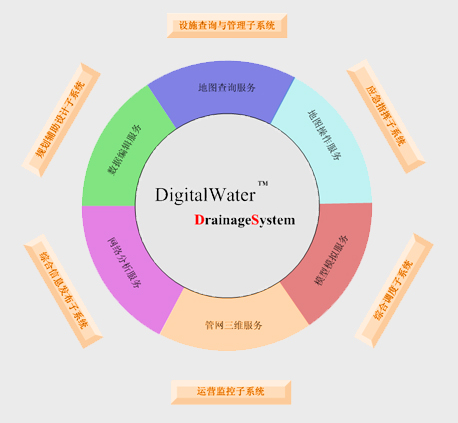 设施查询与管理子系统
规划辅助设计子系统
应急指挥子系统
地图查询服务
数据编辑服务
地图操作服务
DigitalWater™
DrainageSystem
网络分析服务
模型模拟服务
管网三维服务
综合信息发布子系统
综合调度子系统
运营监控子系统